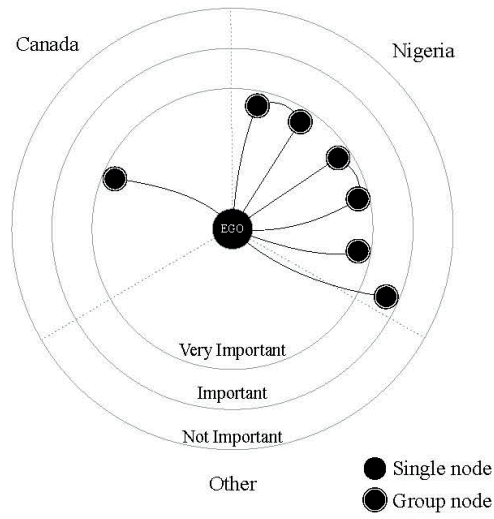 Canada
Nigeria
EGO
Very Important
Important
Not Important
Other
Single node
Group node